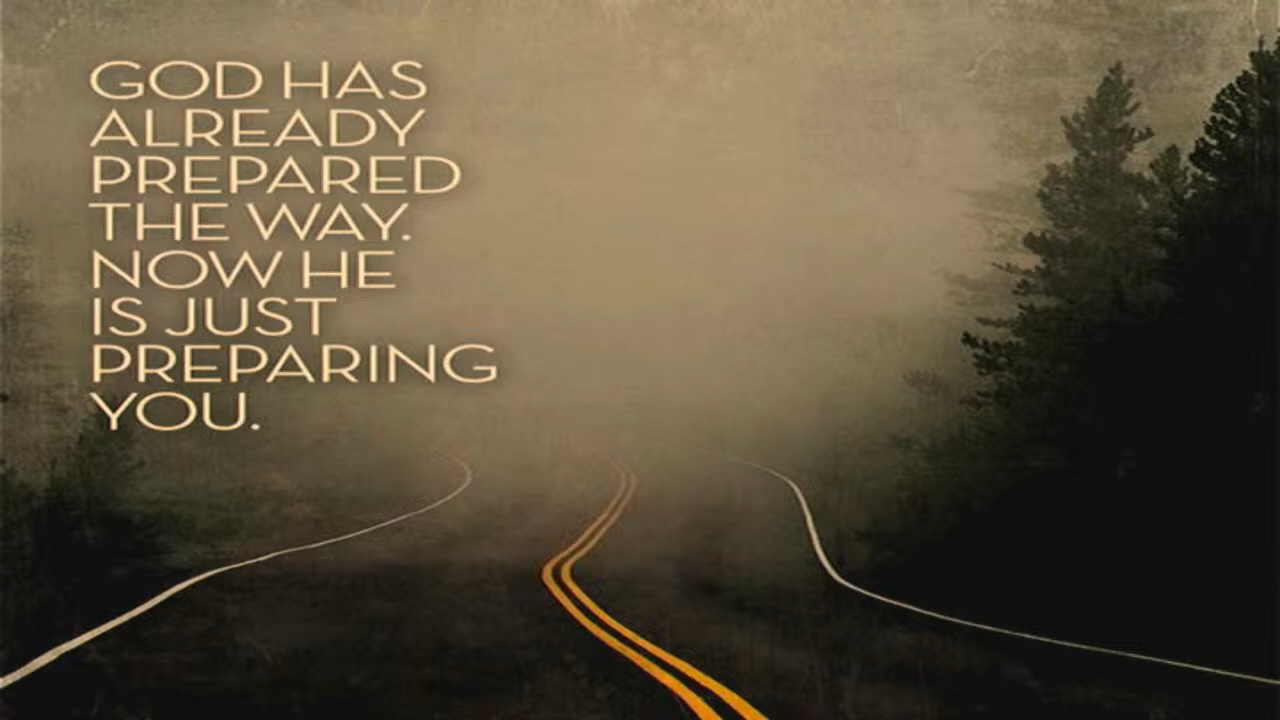 GOD HAS
ALREADY
PREPARED
THE WAY.
NOW HE
IS JUST
PREPARING
YOU.